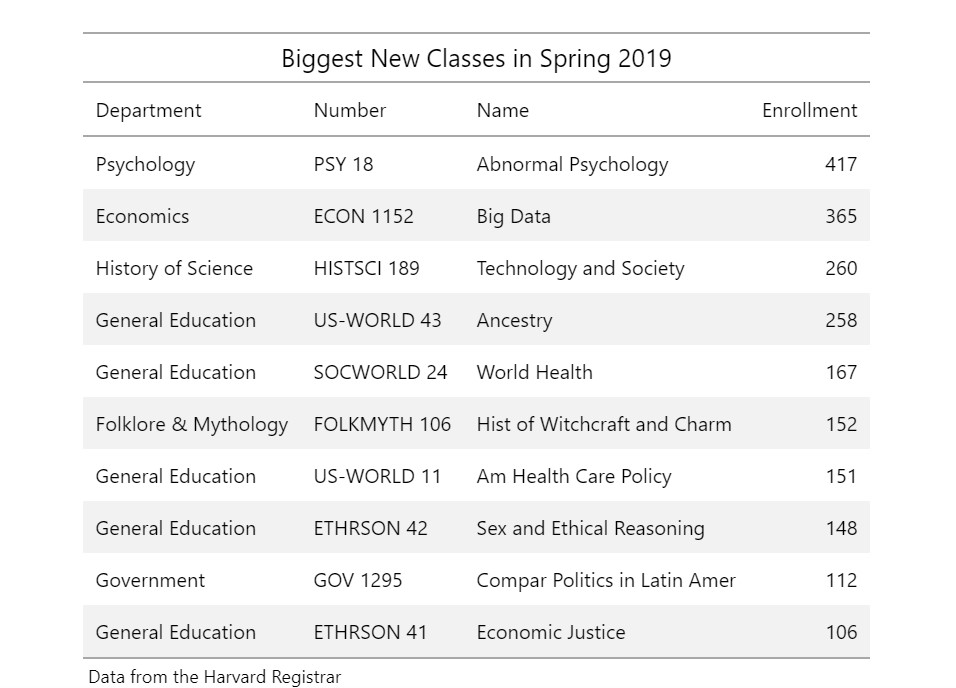 Biggest New Classes in Spring 2019
Department Number Name Enrollment
Psychology PSY 18 Abnormal Psychology 417
Economics ECON 1152 Big Data 365
History of Science HISTSCI 189 Technology and Society 260
General Education US-WORLD 43 Ancestry 258
General Education SOCWORLD 24 World Health 167
Folklore & Mythology FOLKMYTH 106 Hist of Witchcraft and Charm 152
General Education US-WORLD 11 Am Health Care Policy 151
General Education ETHRSON 42 Sex and Ethical Reasoning 148
Government GOV 1295 Compar Politics in Latin Amer 112
General Education ETHRSON 41 Economic Justice 106
Data from the Harvard Registrar